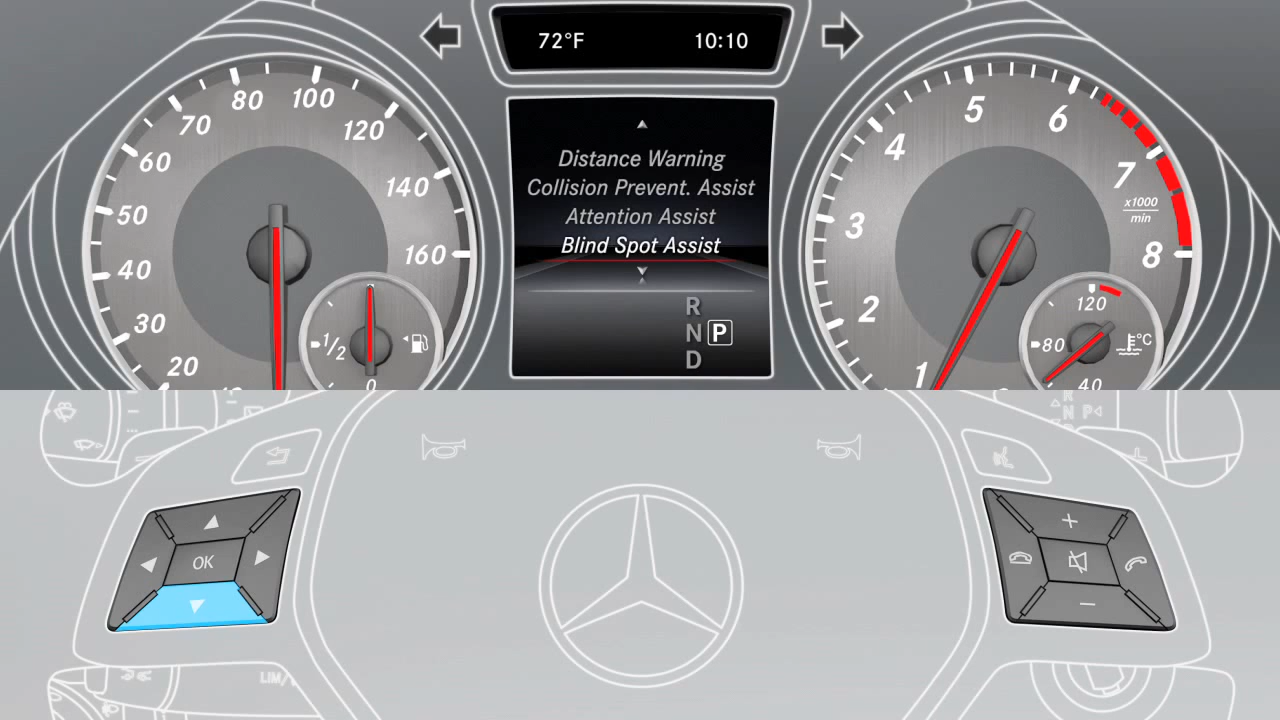 72°F 10:10
Distance Warning
Collision Prevent. Assist
Attention Assist
Blind Spot Assist
R
N P
D
20
30
40
50
60
70
80
100
120
140
160
1/2
0
1
2
3
4
5
6
7
8
x1000
min
120
80
°C
40
R
N P
OK
+
−
LIM/